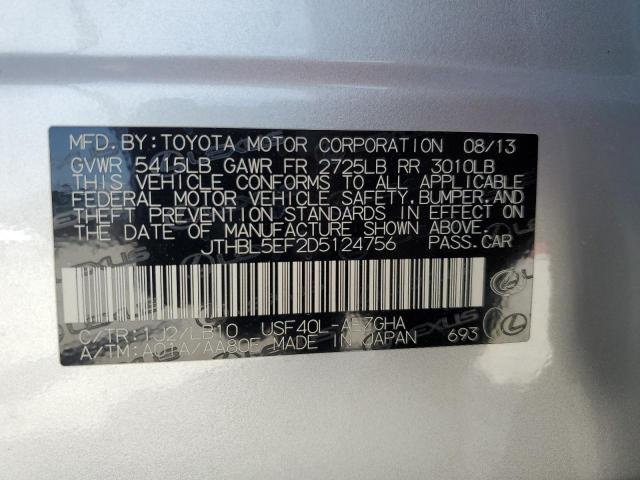 MFD. BY: TOYOTA MOTOR CORPORATION 08/13
GVWR 5415LB GAWR FR 2725LB RR 3010LB
THIS VEHICLE CONFORMS TO ALL APPLICABLE
FEDERAL MOTOR VEHICLE SAFETY, BUMPER, AND
THEFT PREVENTION STANDARDS IN EFFECT ON
THE DATE OF MANUFACTURE SHOWN ABOVE.
JTHBL5EF2D5124756 PASS. CAR
C/TR: 1J2/LB10 USF40L-AEZGHA
A/TM: A01A/AA80F MADE IN JAPAN 693
LEXUS